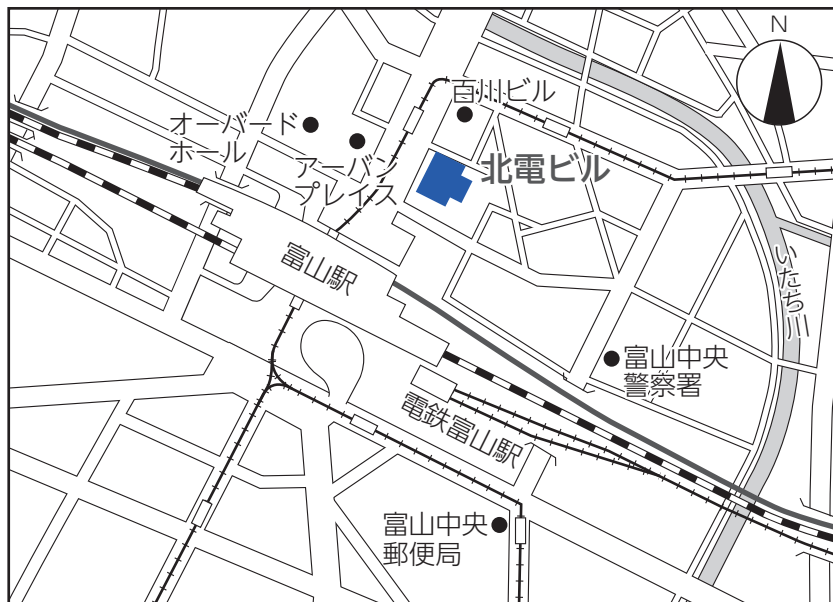 N
百川ビル
オーバード
ホール
アーバン
プレイス
北電ビル
富山駅
いたち川
富山中央
警察署
電鉄富山駅
富山中央
郵便局